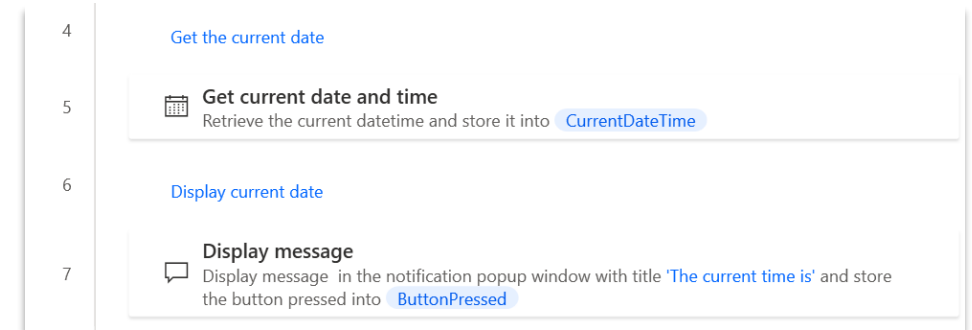 4
Get the current date
5
Get current date and time
Retrieve the current datetime and store it into CurrentDateTime
6
Display current date
7
Display message
Display message in the notification popup window with title 'The current time is' and store
the button pressed into ButtonPressed